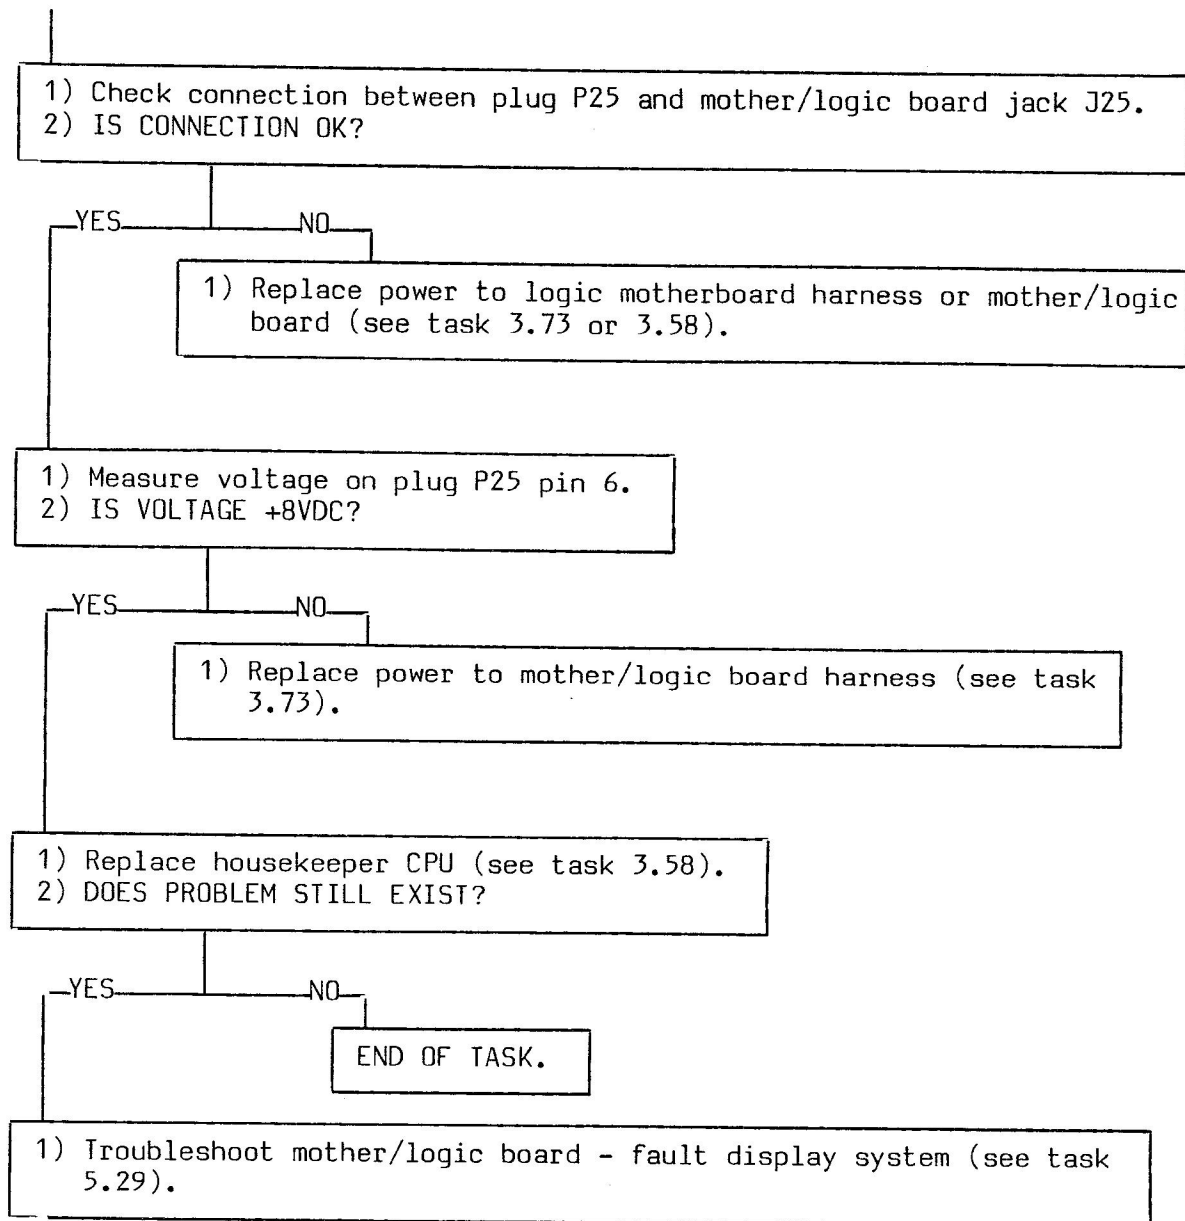 1) Check connection between plug P25 and mother/logic board jack J25.
2) IS CONNECTION OK?
YES
NO
1) Replace power to logic motherboard harness or mother/logic
board (see task 3.73 or 3.58).
1) Measure voltage on plug P25 pin 6.
2) IS VOLTAGE +8VDC?
YES
NO
1) Replace power to mother/logic board harness (see task
3.73).
1) Replace housekeeper CPU (see task 3.58).
2) DOES PROBLEM STILL EXIST?
YES
NO
END OF TASK.
1) Troubleshoot mother/logic board - fault display system (see task
5.29).